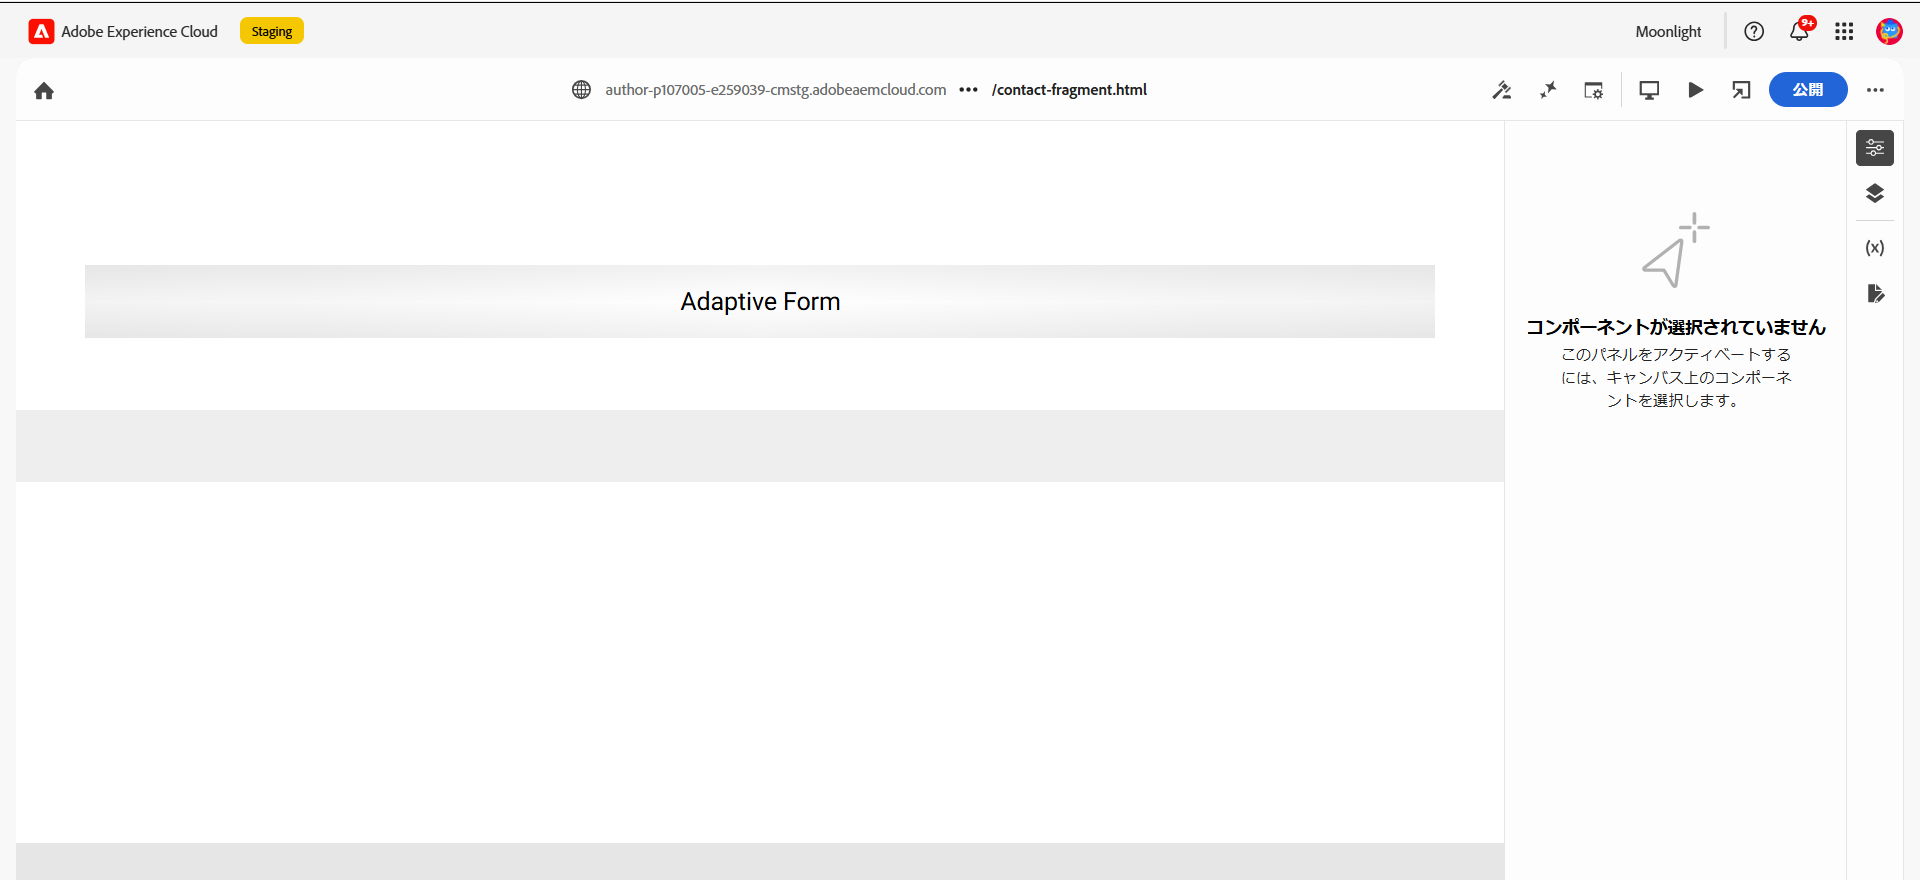 Adobe Experience Cloud
Staging
Moonlight
9+
author-p107005-e259039-cmstg.adobeaemcloud.com ••• /contact-fragment.html
公開
Adaptive Form
(x)
コンポーネントが選択されていません
このパネルをアクティベートする
には、キャンバス上のコンポーネ
ントを選択します。